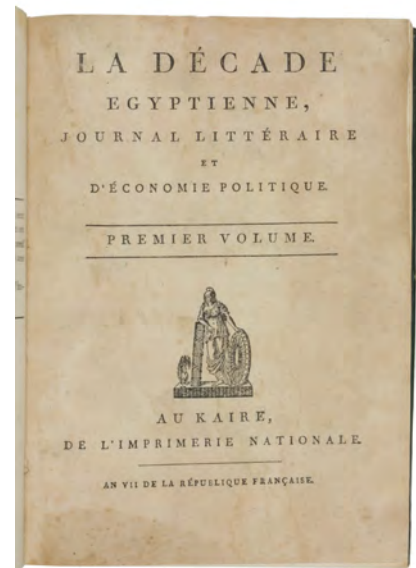 LA DÉCADE
EGYPTIENNE,
JOURNAL LITTÉRAIRE
ET
D'ÉCONOMIE POLITIQUE.
PREMIER VOLUME.
AU KAIRE,
DE L'IMPRIMERIE NATIONALE.
AN VII DE LA RÉPUBLIQUE FRANÇAISE.